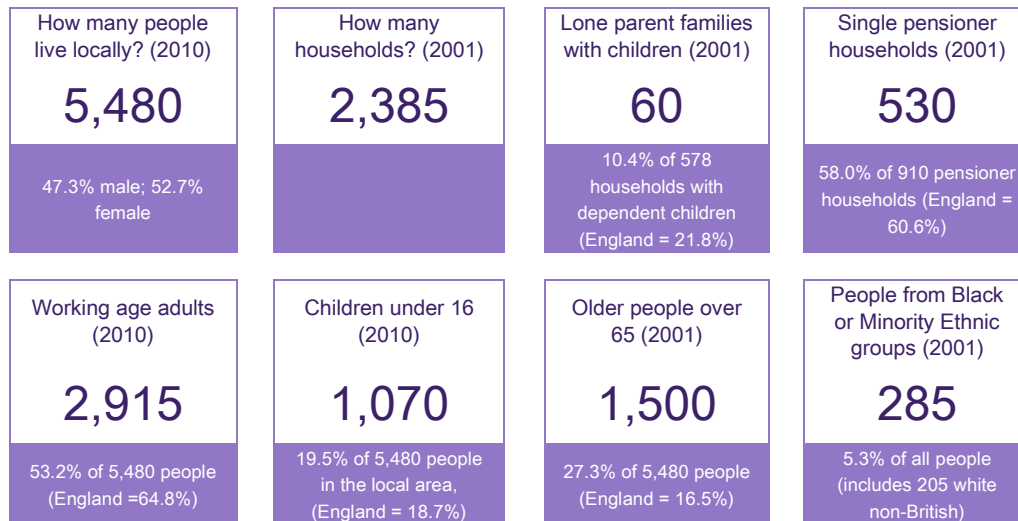 How many people
live locally? (2010)
5,480
47.3% male; 52.7%
female
How many
households? (2001)
2,385
Lone parent families
with children (2001)
60
10.4% of 578
households with
dependent children
(England = 21.8%)
Single pensioner
households (2001)
530
58.0% of 910 pensioner
households (England =
60.6%)
Working age adults
(2010)
2,915
53.2% of 5,480 people
(England =64.8%)
Children under 16
(2010)
1,070
19.5% of 5,480 people
in the local area,
(England = 18.7%)
Older people over
65 (2001)
1,500
27.3% of 5,480 people
(England = 16.5%)
People from Black
or Minority Ethnic
groups (2001)
285
5.3% of all people
(includes 205 white
non-British)